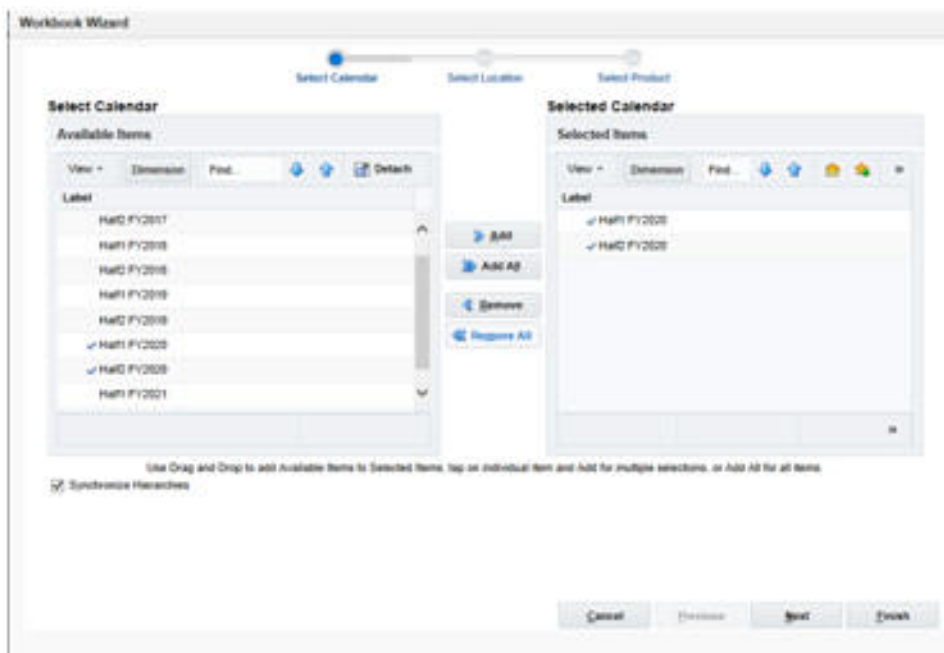 Workbook Wizard
Select Calendar Select Location Select Product
Select Calendar
Available Items
View Dimension Find... Detach
Label
Half2 FY2017
Half1 FY2018
Half2 FY2018
Half1 FY2019
Half2 FY2019
Half1 FY2020
Half2 FY2020
Half1 FY2021
Add
Add All
Remove
Remove All
Selected Calendar
Selected Items
View Dimension Find... »
Label
Half1 FY2020
Half2 FY2020
»
Use Drag and Drop to add Available Items to Selected Items, tap on individual item and Add for multiple selections, or Add All for all items
Synchronize Hierarchies
Cancel Previous Next Finish